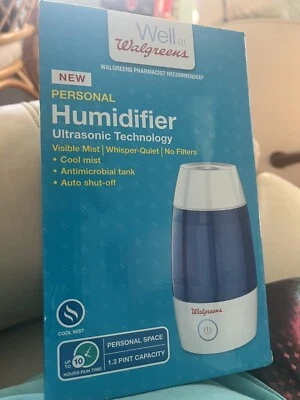 Well at
Walgreens
WALGREENS PHARMACIST RECOMMENDED†
NEW
PERSONAL
Humidifier
Ultrasonic Technology
Visible Mist | Whisper-Quiet | No Filters
• Cool mist
• Antimicrobial tank
• Auto shut-off
Walgreens
COOL MIST
UP TO 10
HOURS RUN TIME
PERSONAL SPACE
1.3 PINT CAPACITY